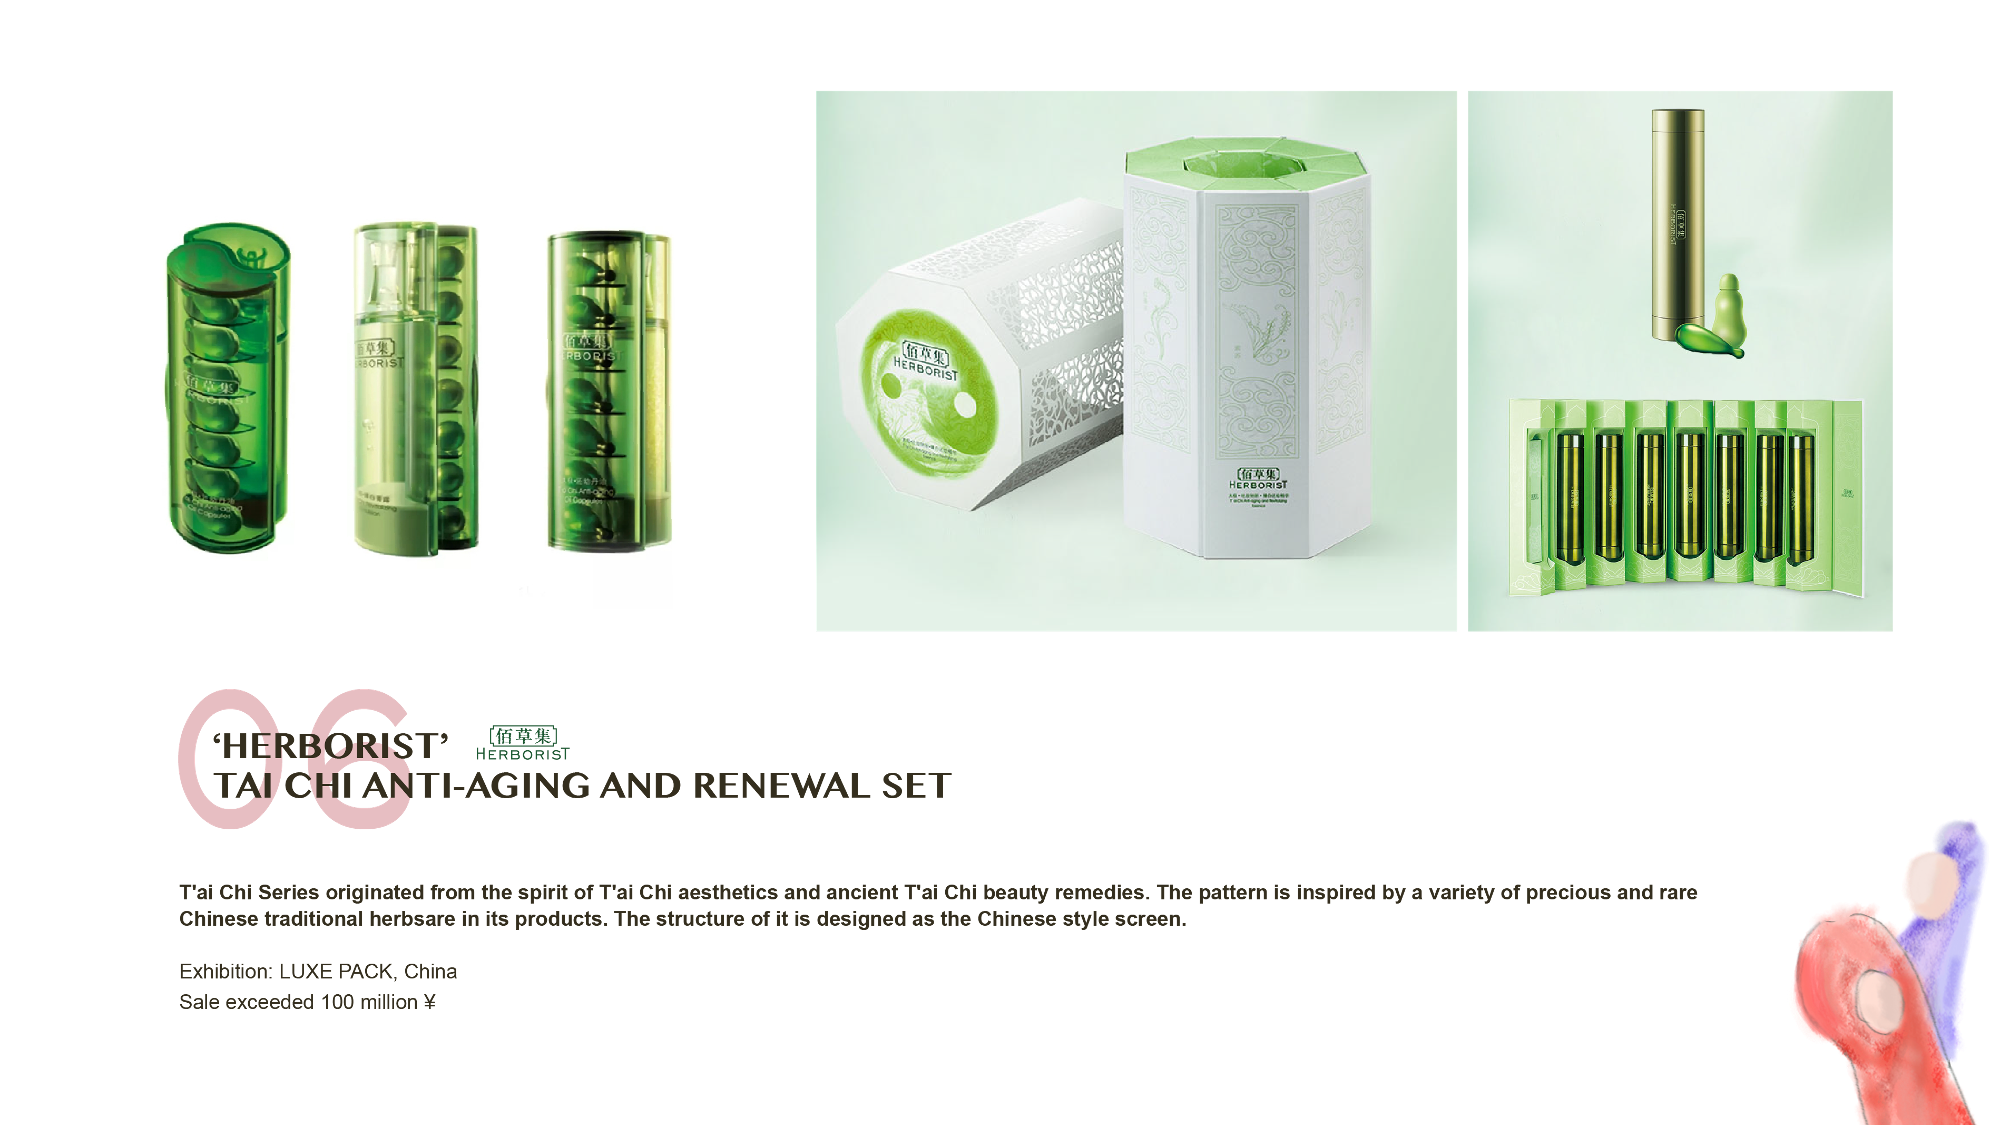 佰草集
HERBORIST
佰草集
HERBORIST
佰草集
HERBORIST
佰草集
HERBORIST
佰草集
HERBORIST
佰草集
HERBORIST
06
‘HERBORIST’
佰草集
HERBORIST
TAI CHI ANTI-AGING AND RENEWAL SET
T'ai Chi Series originated from the spirit of T'ai Chi aesthetics and ancient T'ai Chi beauty remedies. The pattern is inspired by a variety of precious and rare
Chinese traditional herbsare in its products. The structure of it is designed as the Chinese style screen.
Exhibition: LUXE PACK, China
Sale exceeded 100 million ¥